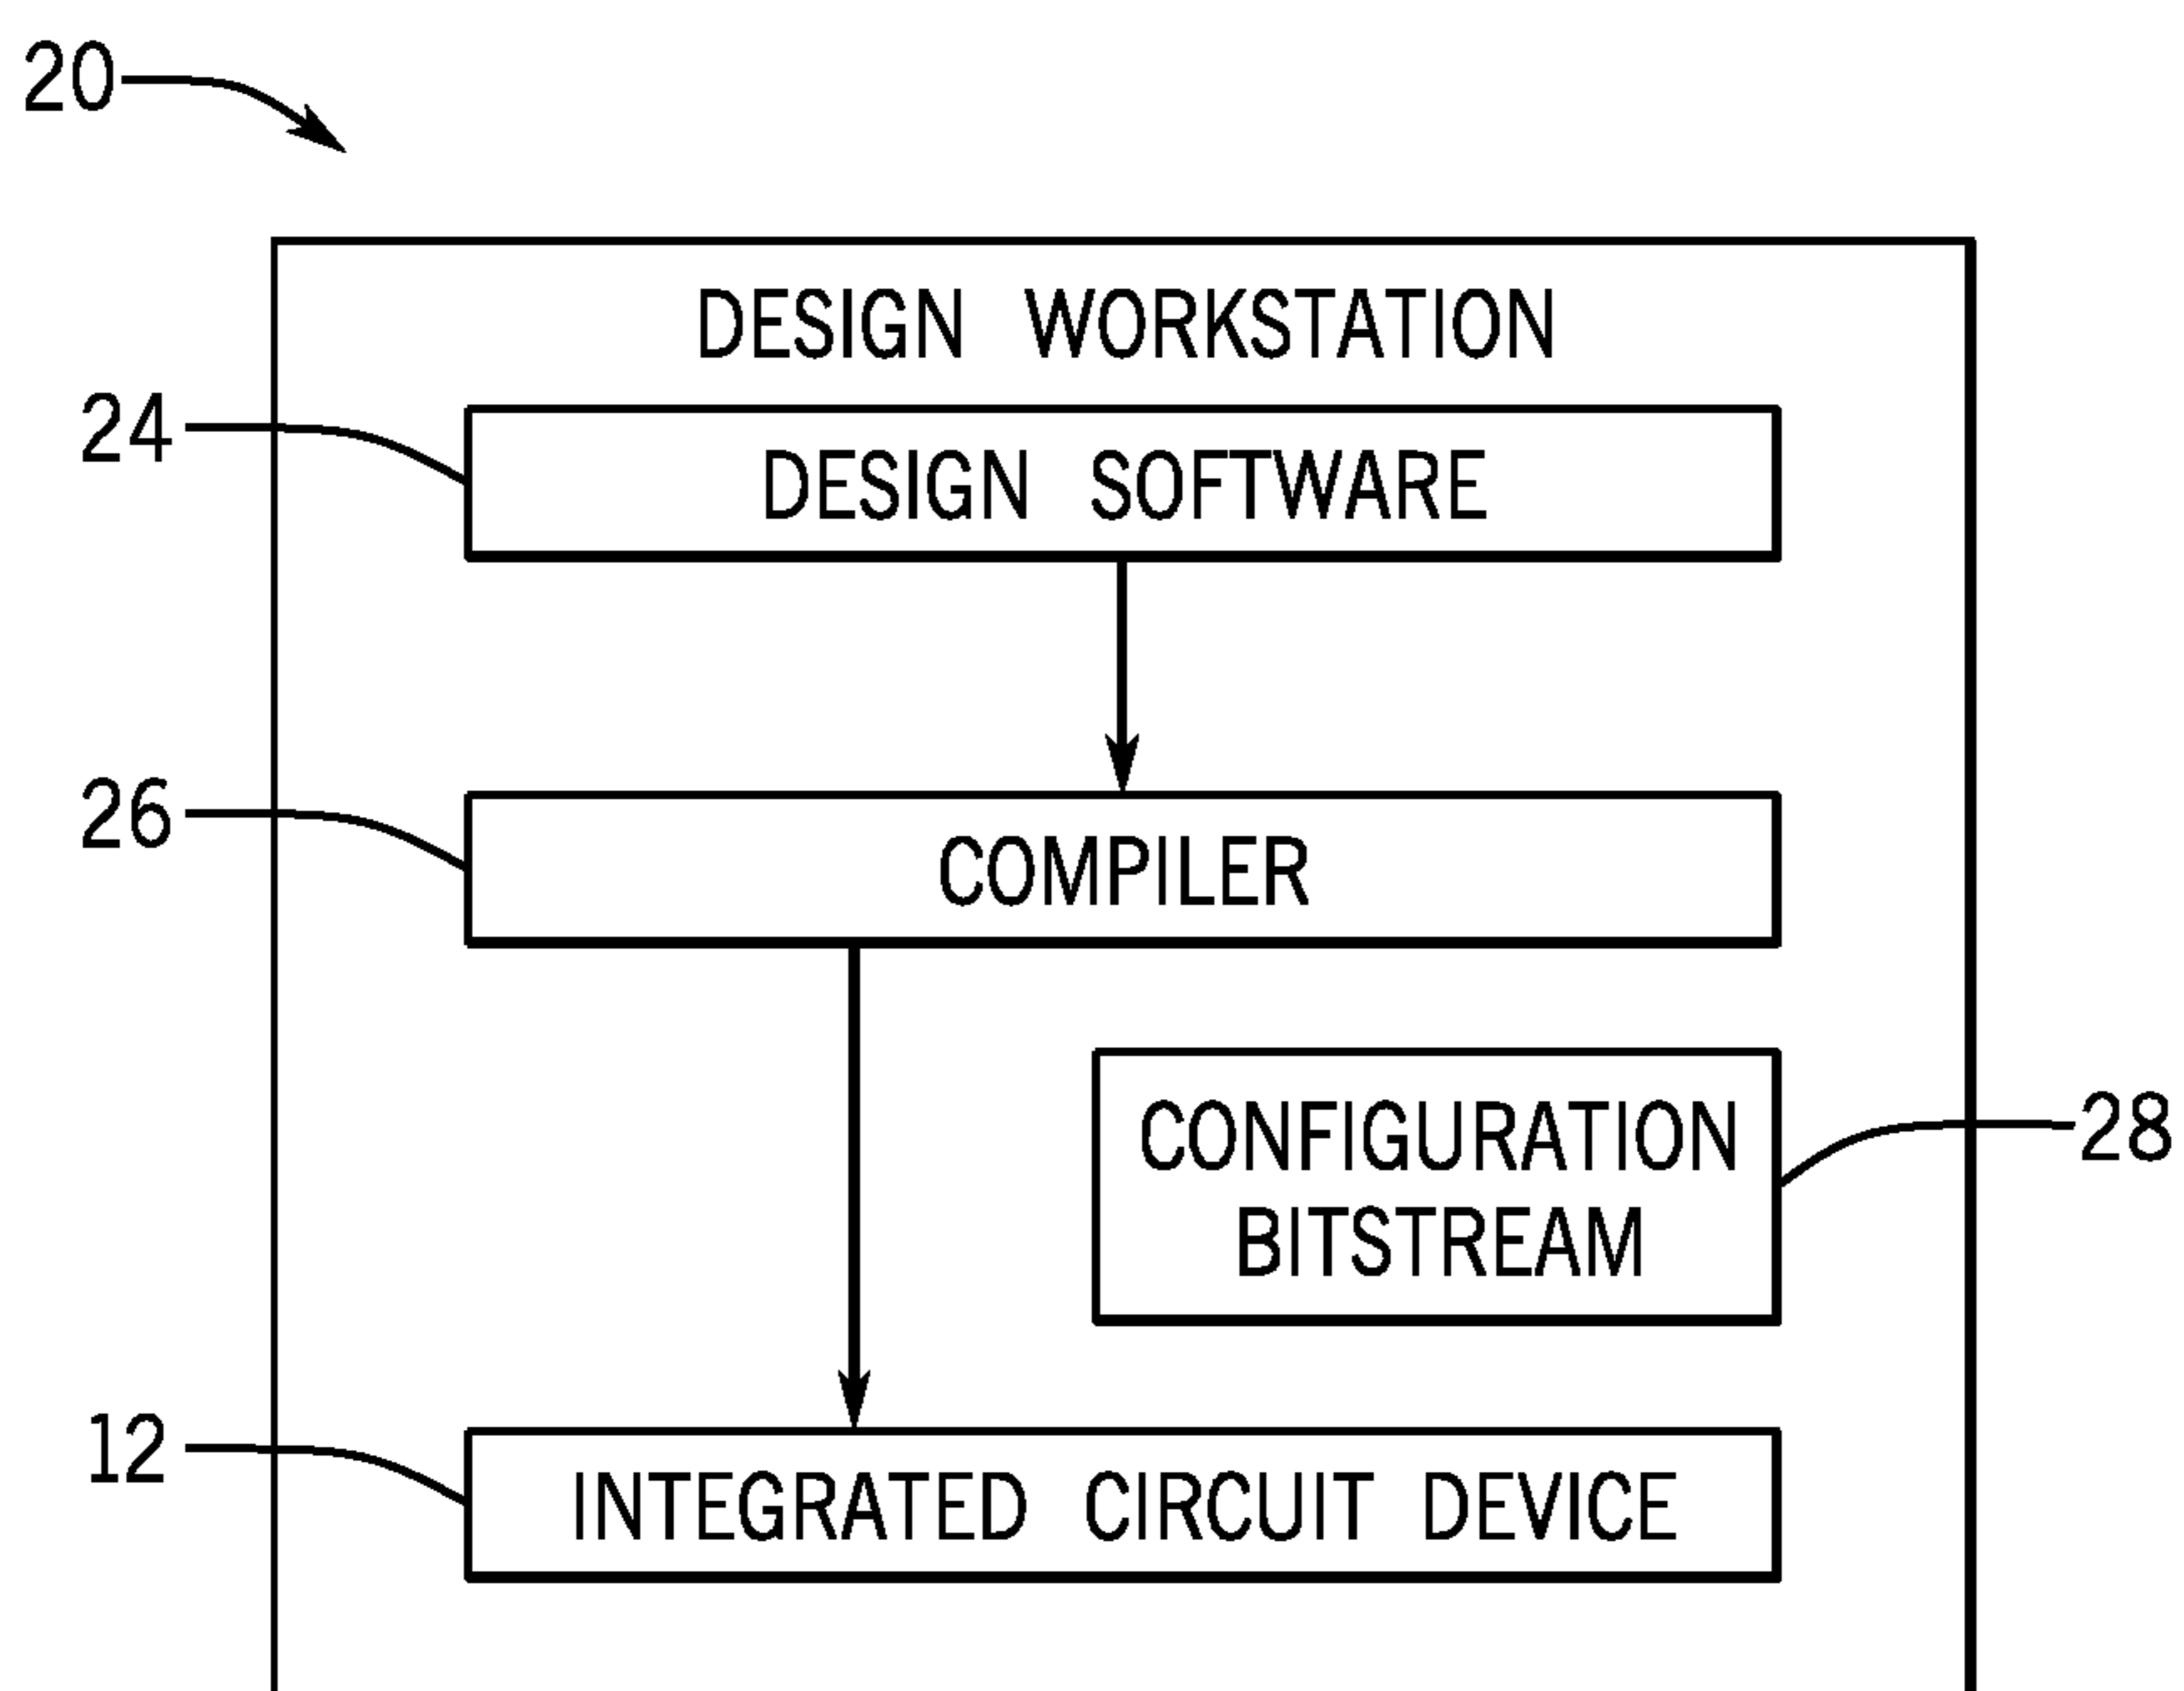 20
DESIGN WORKSTATION
24
DESIGN SOFTWARE
26
COMPILER
CONFIGURATION
BITSTREAM
28
12
INTEGRATED CIRCUIT DEVICE